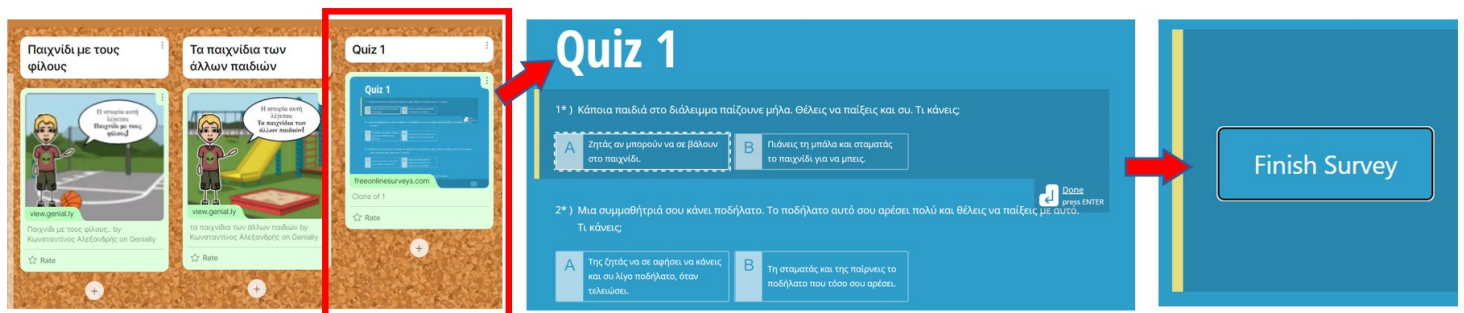 Παιχνίδι με τους
φίλους
Η ιστορία αυτή
λέγεται
Παιχνίδι με τους
φίλους!
view.genial.ly
Παιχνίδι με τους φίλους.. by
Κωνσταντίνος Αλεξανδρής on Genially
Rate
Τα παιχνίδια των
άλλων παιδιών
Η ιστορία αυτή
λέγεται
Τα παιχνίδια των
άλλων παιδιών!
view.genial.ly
τα παιχνίδια των άλλων παιδιών by
Κωνσταντίνος Αλεξανδρής on Genially
Rate
Quiz 1
Quiz 1
freeonlinesurveys.com
Clone of 1
Rate
Quiz 1
1* ) Κάποια παιδιά στο διάλειμμα παίζουνε μήλα. Θέλεις να παίξεις και συ. Τι κάνεις;
A Ζητάς αν μπορούν να σε βάλουν
στο παιχνίδι.
B Πιάνεις τη μπάλα και σταματάς
το παιχνίδι για να μπεις.
Done
press ENTER
2* ) Μια συμμαθήτριά σου κάνει ποδήλατο. Το ποδήλατο αυτό σου αρέσει πολύ και θέλεις να παίξεις με αυτό.
Τι κάνεις;
A Της ζητάς να σε αφήσει να κάνεις
και συ λίγο ποδήλατο, όταν
τελειώσει.
B Τη σταματάς και της παίρνεις το
ποδήλατο που τόσο σου αρέσει.
Finish Survey